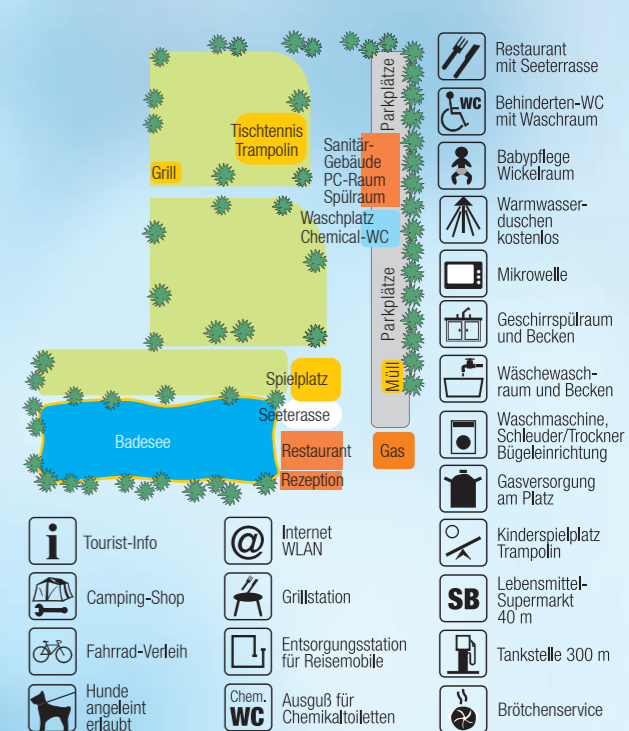 Parkplätze
Tischtennis
Trampolin
Grill
Sanitär-
Gebäude
PC-Raum
Spülraum
Waschplatz
Chemical-WC
Parkplätze
Müll
Spielplatz
Seeterasse
Badesee
Restaurant
Rezeption
Gas
Restaurant
mit Seeterrasse
WC
Behinderten-WC
mit Waschraum
Babypflege
Wickelraum
Warmwasser-
duschen
kostenlos
Mikrowelle
Geschirrspülraum
und Becken
Wäschewasch-
raum und Becken
Waschmaschine,
Schleuder/Trockner
Bügeleinrichtung
Gasversorgung
am Platz
Kinderspielplatz
Trampolin
SB
Lebensmittel-
Supermarkt
40 m
Tankstelle 300 m
Brötchenservice
i
Tourist-Info
Camping-Shop
Fahrrad-Verleih
Hunde
angeleint
erlaubt
@
Internet
WLAN
Grillstation
Entsorgungsstation
für Reisemobile
Chem.
WC
Ausguß für
Chemikaltoiletten